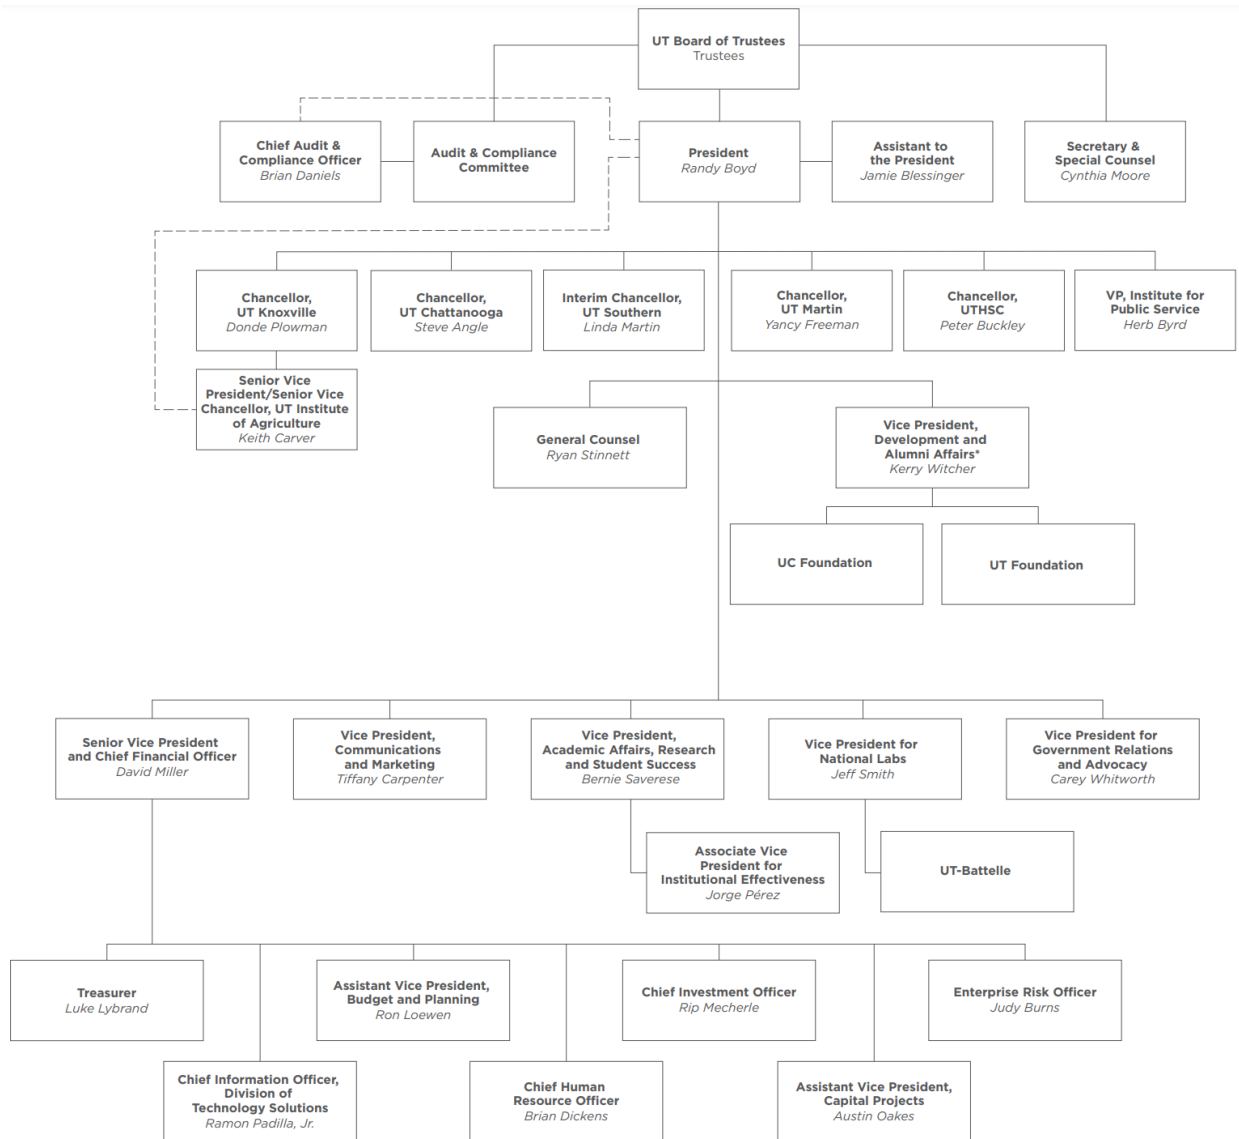 UT Board of Trustees
Trustees
Chief Audit &
Compliance Officer
Brian Daniels
Audit & Compliance
Committee
President
Randy Boyd
Assistant to
the President
Jamie Blessinger
Secretary &
Special Counsel
Cynthia Moore
Chancellor,
UT Knoxville
Donde Plowman
Chancellor,
UT Chattanooga
Steve Angle
Interim Chancellor,
UT Southern
Linda Martin
Chancellor,
UT Martin
Yancy Freeman
Chancellor,
UTHSC
Peter Buckley
VP, Institute for
Public Service
Herb Byrd
Senior Vice
President/Senior Vice
Chancellor, UT Institute
of Agriculture
Keith Carver
General Counsel
Ryan Stinnett
Vice President,
Development and
Alumni Affairs*
Kerry Witcher
UC Foundation
UT Foundation
Senior Vice President
and Chief Financial Officer
David Miller
Vice President,
Communications
and Marketing
Tiffany Carpenter
Vice President,
Academic Affairs, Research
and Student Success
Bernie Saverese
Vice President for
National Labs
Jeff Smith
Vice President for
Government Relations
and Advocacy
Carey Whitworth
Associate Vice
President for
Institutional Effectiveness
Jorge Pérez
UT-Battelle
Treasurer
Luke Lybrand
Assistant Vice President,
Budget and Planning
Ron Loewen
Chief Investment Officer
Rip Mecherle
Enterprise Risk Officer
Judy Burns
Chief Information Officer,
Division of
Technology Solutions
Ramon Padilla, Jr.
Chief Human
Resource Officer
Brian Dickens
Assistant Vice President,
Capital Projects
Austin Oakes